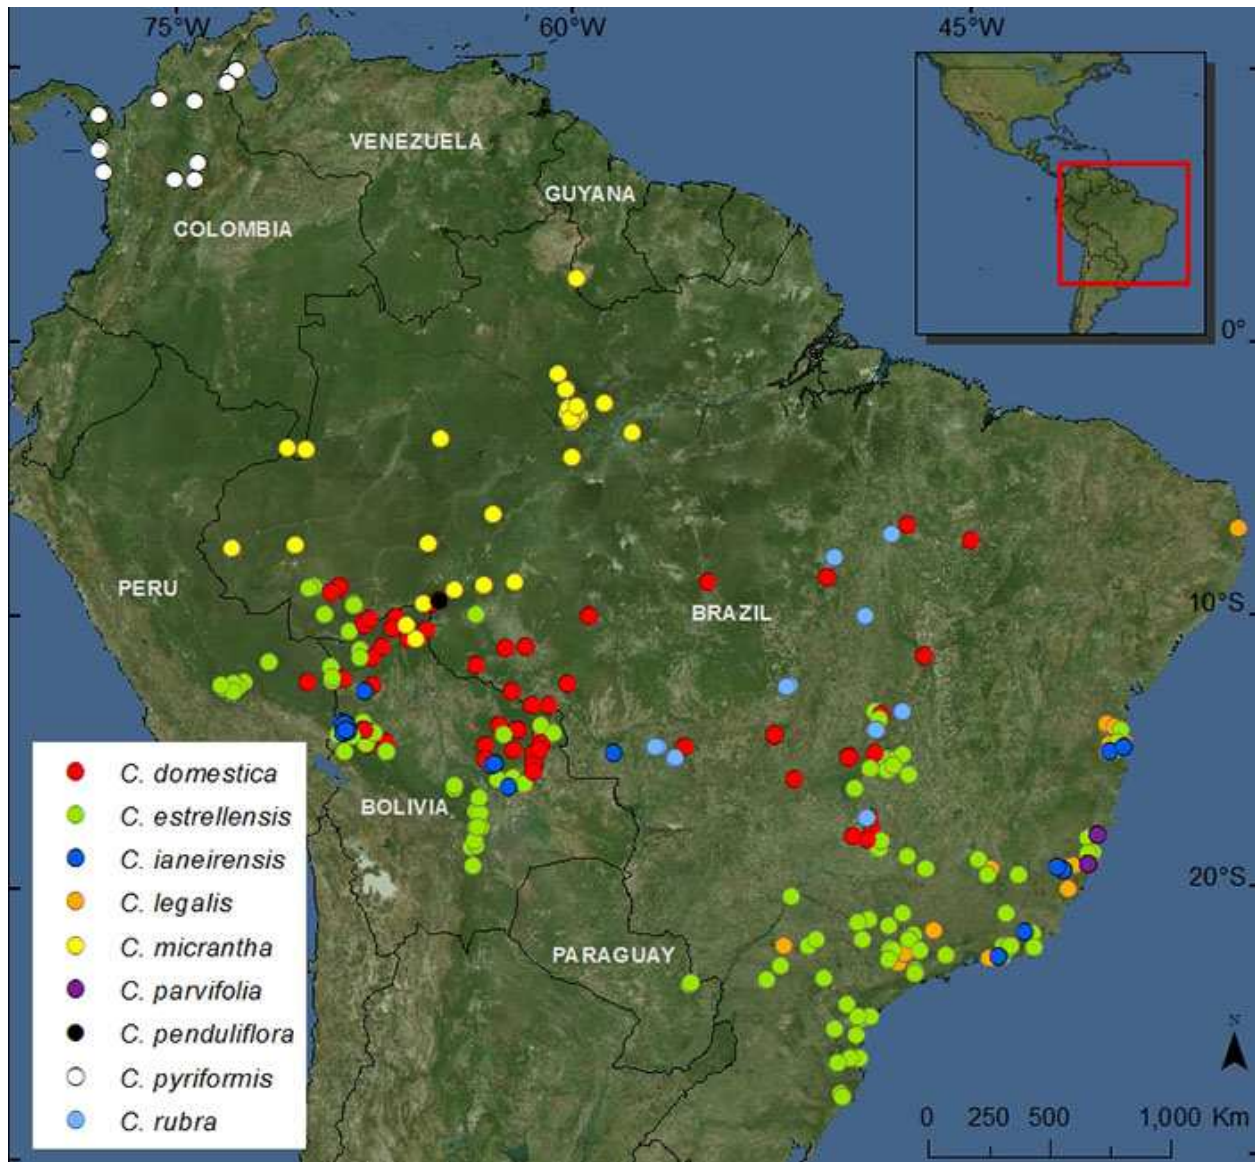 75°W
60°W
45°W
VENEZUELA
GUYANA
COLOMBIA
0°
PERU
BRAZIL
10°S
C. domestica
C. estrellensis
C. ianeirensis
C. legalis
C. micrantha
C. parvifolia
C. penduliflora
C. pyriformis
C. rubra
BOLIVIA
20°S
PARAGUAY
N
0 250 500 1,000 Km